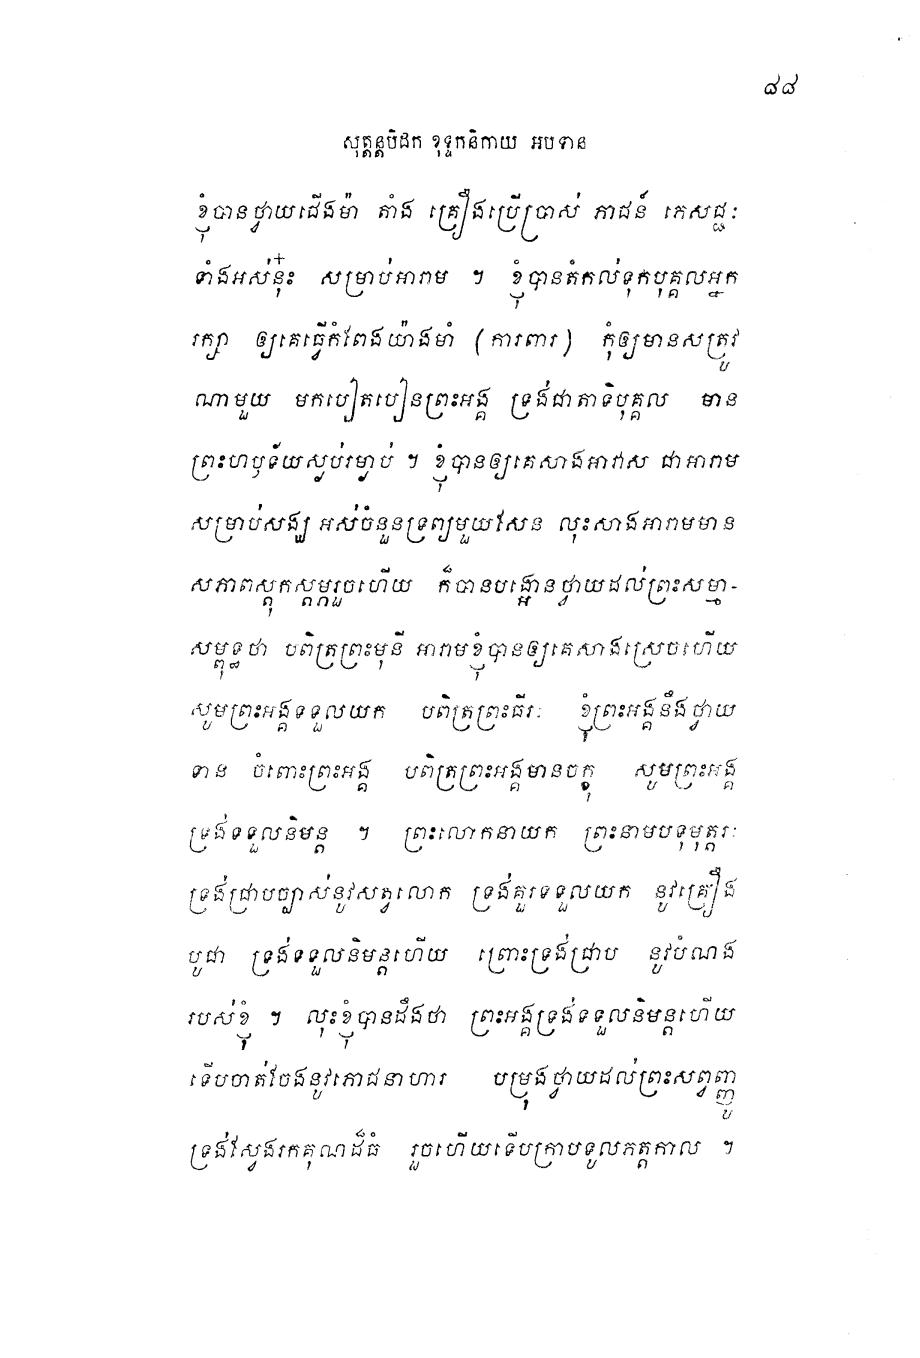 ៨៨
សុត្តន្តបិដក ខុទ្ទកនិកាយ អបទាន
ខ្ញុំបានថ្វាយជើងម៉ា តាំង គ្រឿងប្រើប្រាស់ ភាជន៍ ភេសជ្ជៈ
ទាំងអស់នុ៎ះ សម្រាប់អារាម ។ ខ្ញុំបានតំកល់ទុកបុគ្គលអ្នក
រក្សា ឲ្យគេធ្វើកំពែងយ៉ាងមាំ (ការពារ) កុំឲ្យមានសត្រូវ
ណាមួយ មកបៀតបៀនព្រះអង្គ ទ្រង់ជាតាទិបុគ្គល មាន
ព្រះហឫទ័យស្ងប់រម្ងាប់ ។ ខ្ញុំបានឲ្យគេសាងអាវាស ជាអារាម
សម្រាប់សង្ឃ អស់ចំនួនទ្រព្យមួយសែន លុះសាងអារាមមាន
សភាពស្តុកស្តម្ភរួចហើយ ក៏បានបង្អោនថ្វាយដល់ព្រះសម្មា-
សម្ពុទ្ធថា បពិត្រព្រះមុនី អារាមខ្ញុំបានឲ្យគេសាងស្រេចហើយ
សូមព្រះអង្គទទួលយក បពិត្រព្រះធីរៈ ខ្ញុំព្រះអង្គនឹងថ្វាយ
ទាន ចំពោះព្រះអង្គ បពិត្រព្រះអង្គមានចក្ខុ សូមព្រះអង្គ
ទ្រង់ទទួលនិមន្ត ។ ព្រះលោកនាយក ព្រះនាមបទុមុត្តរៈ
ទ្រង់ជ្រាបច្បាស់នូវសត្វលោក ទ្រង់គួរទទួលយក នូវគ្រឿង
បូជា ទ្រង់ទទួលនិមន្តហើយ ព្រោះទ្រង់ជ្រាប នូវបំណង
របស់ខ្ញុំ ។ លុះខ្ញុំបានដឹងថា ព្រះអង្គទ្រង់ទទួលនិមន្តហើយ
ទើបចាត់ចែងនូវភោជនាហារ បម្រុងថ្វាយដល់ព្រះសព្វញ្ញូ
ទ្រង់ស្វែងរកគុណដ៏ធំ រួចហើយទើបក្រាបទូលភត្តកាល ។